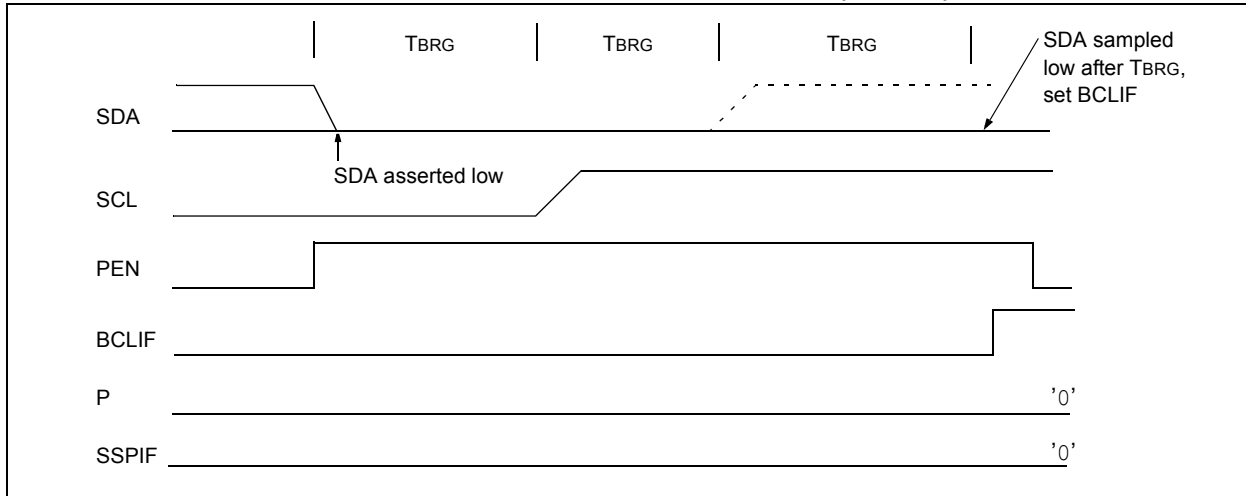 TBRG
TBRG
TBRG
SDA sampled
low after TBRG,
set BCLIF
SDA
SDA asserted low
SCL
PEN
BCLIF
P
'0'
SSPIF
'0'